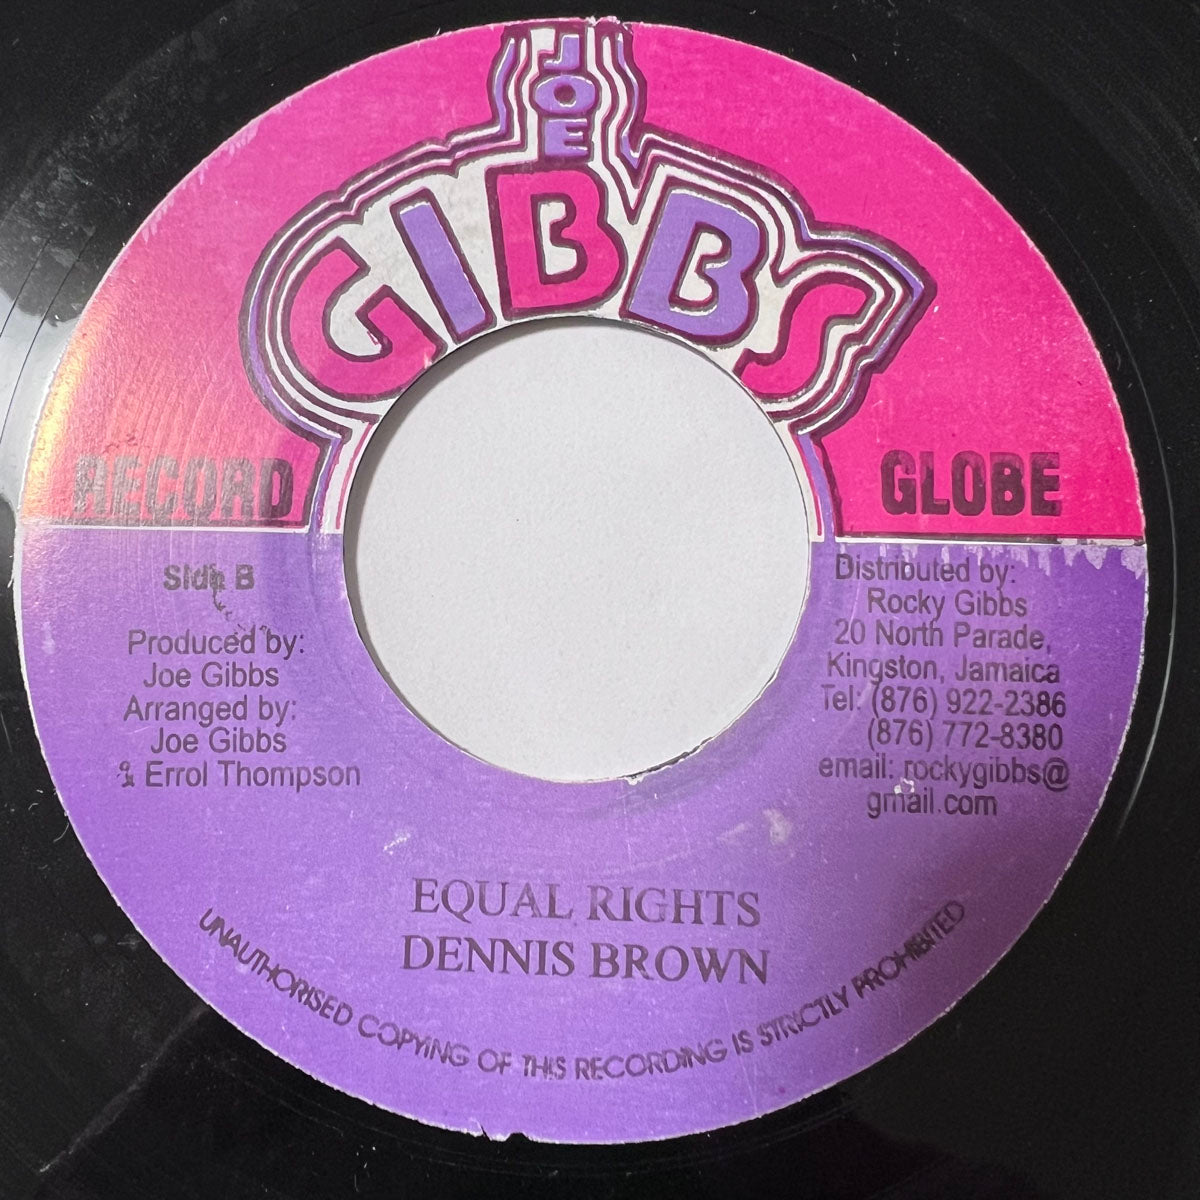 JOE
GIBBS
RECORD GLOBE
Side B
Produced by:
Joe Gibbs
Arranged by:
Joe Gibbs
& Errol Thompson
Distributed by:
Rocky Gibbs
20 North Parade,
Kingston, Jamaica
Tel: (876) 922-2386
(876) 772-8380
email: rockygibbs@
gmail.com
EQUAL RIGHTS
DENNIS BROWN
UNAUTHORISED COPYING OF THIS RECORDING IS STRICTLY PROHIBITED